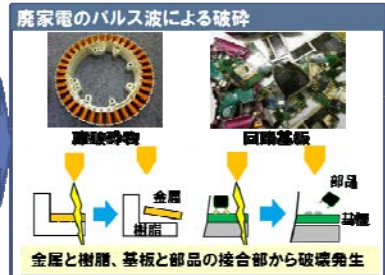 廃家電のパルス波による破砕
回路基板
金属
樹脂
部品
基板
金属と樹脂、基板と部品の接合部から破壊発生